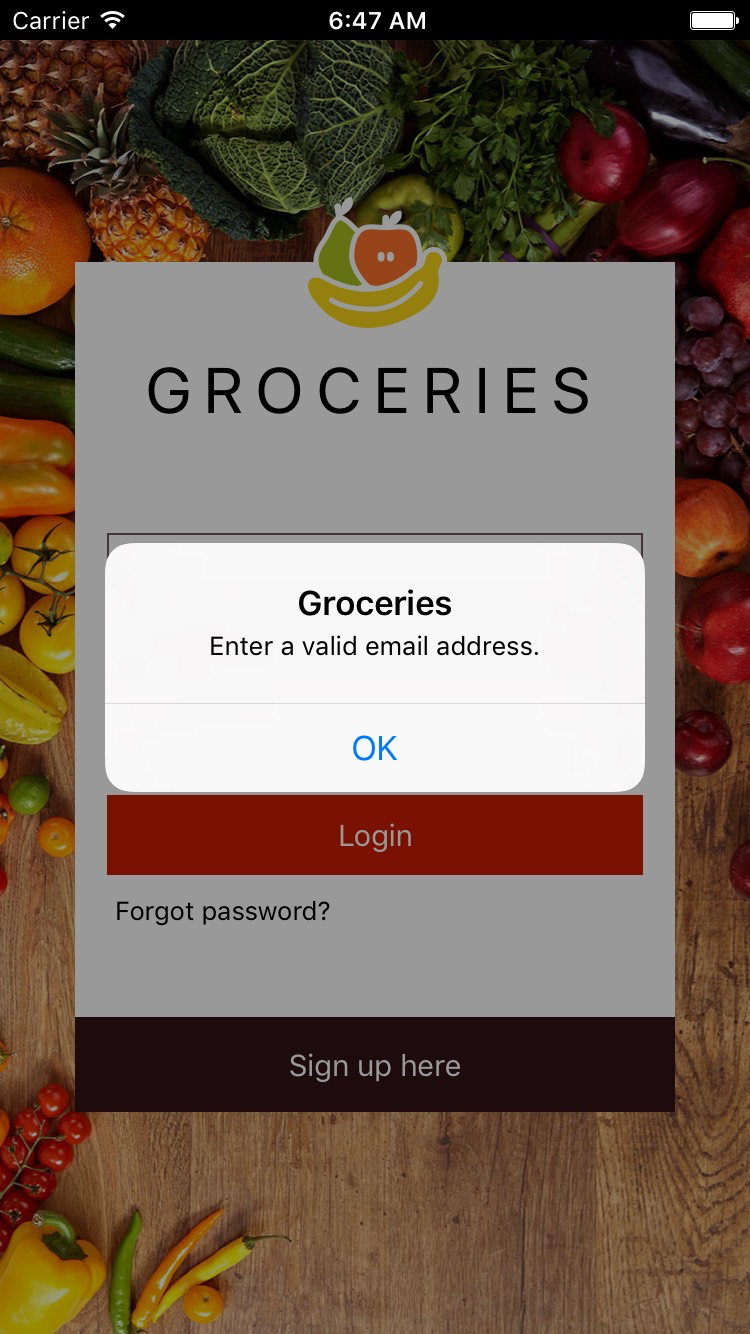 Carrier 6:47 AM
GROCERIES
Groceries
Enter a valid email address.
OK
Login
Forgot password?
Sign up here